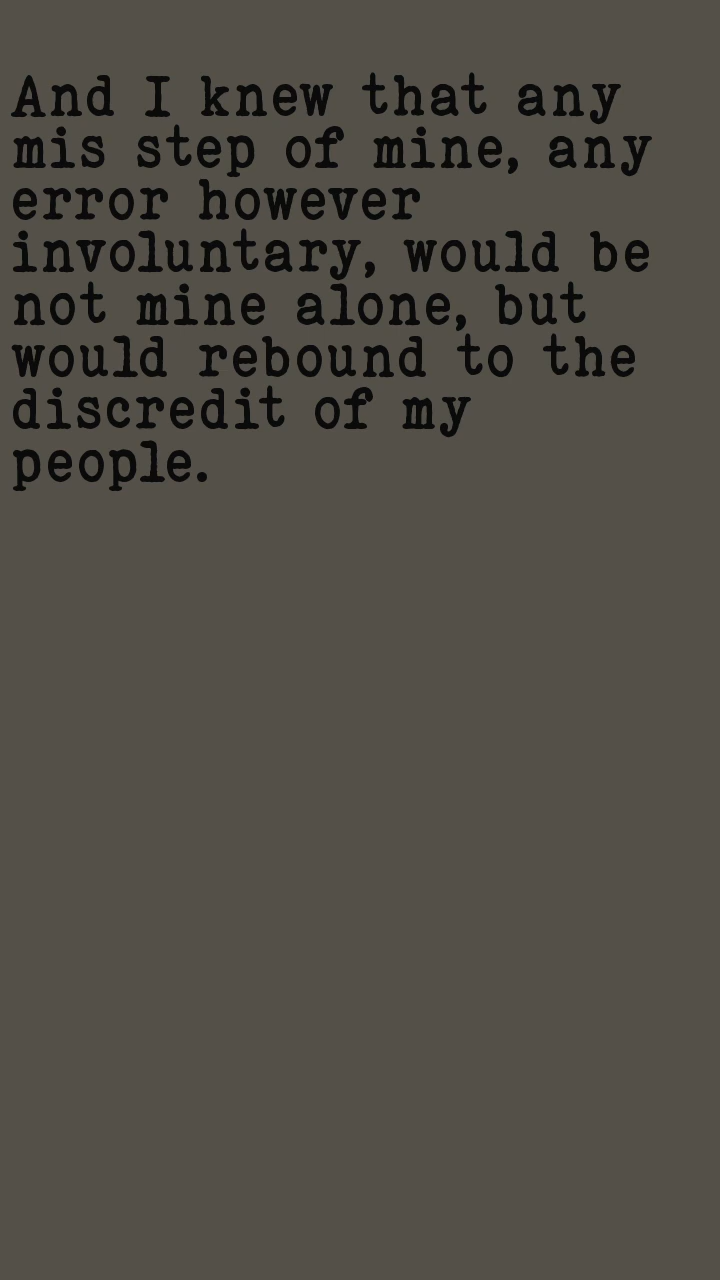 And I knew that any
mis step of mine, any
error however
involuntary, would be
not mine alone, but
would rebound to the
discredit of my
people.